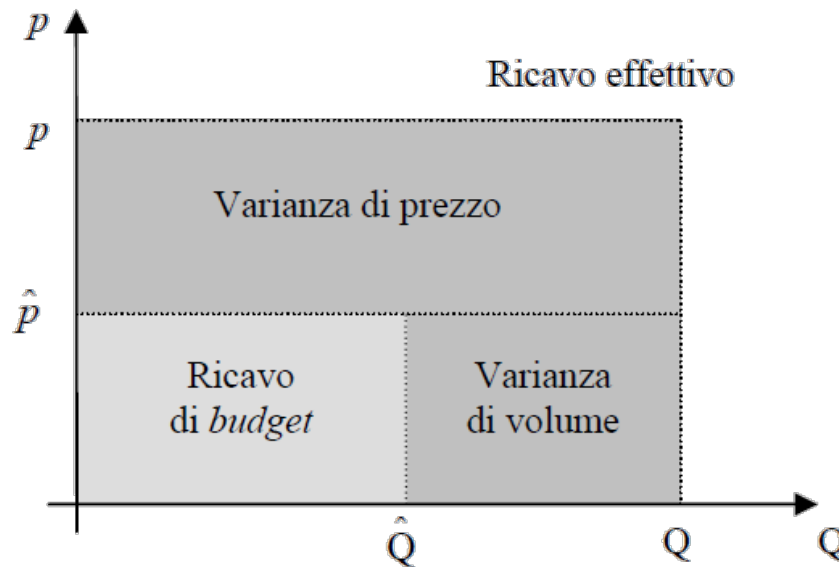 p
Ricavo effettivo
p
Varianza di prezzo
p̂
Ricavo
di budget
Varianza
di volume
Q̂
Q
Q